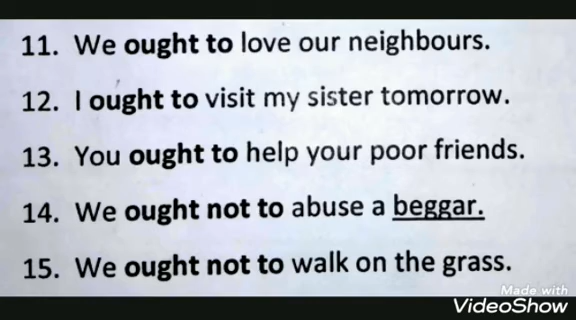 11. We ought to love our neighbours.
12. I ought to visit my sister tomorrow.
13. You ought to help your poor friends.
14. We ought not to abuse a beggar.
15. We ought not to walk on the grass.
Made with
VideoShow